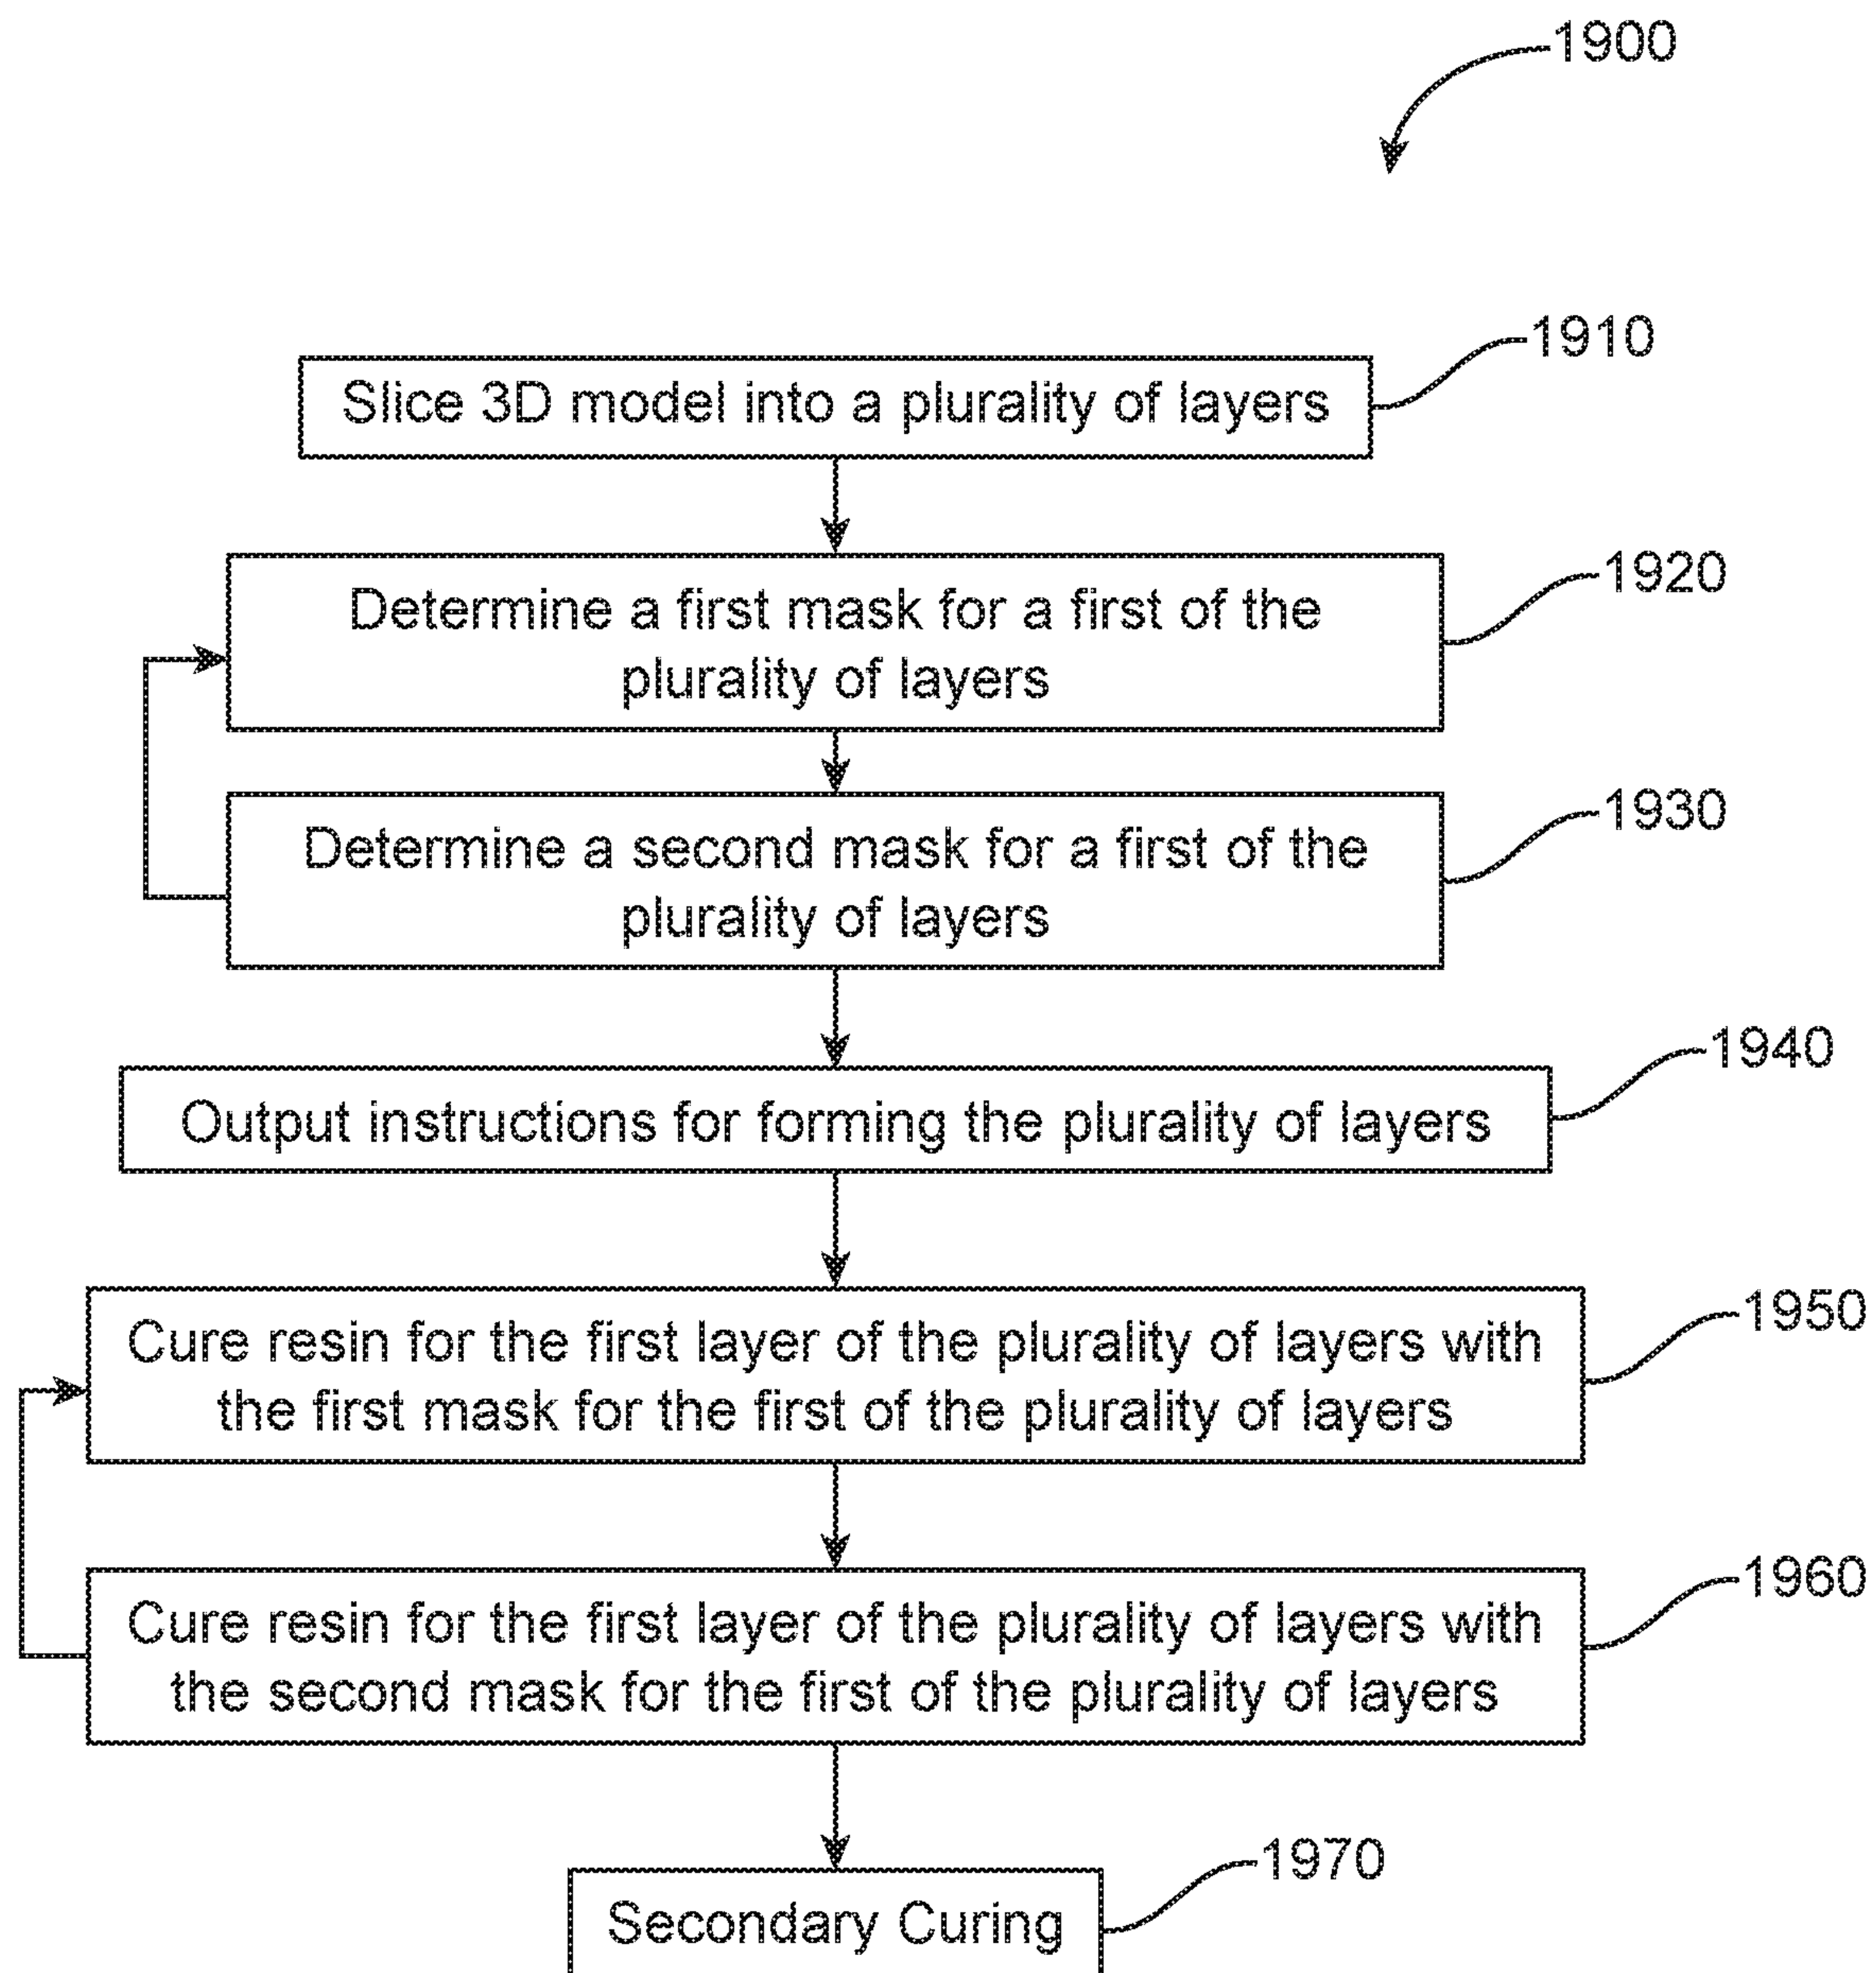 1900
1910
Slice 3D model into a plurality of layers
1920
Determine a first mask for a first of the
plurality of layers
1930
Determine a second mask for a first of the
plurality of layers
1940
Output instructions for forming the plurality of layers
1950
Cure resin for the first layer of the plurality of layers with
the first mask for the first of the plurality of layers
1960
Cure resin for the first layer of the plurality of layers with
the second mask for the first of the plurality of layers
1970
Secondary Curing